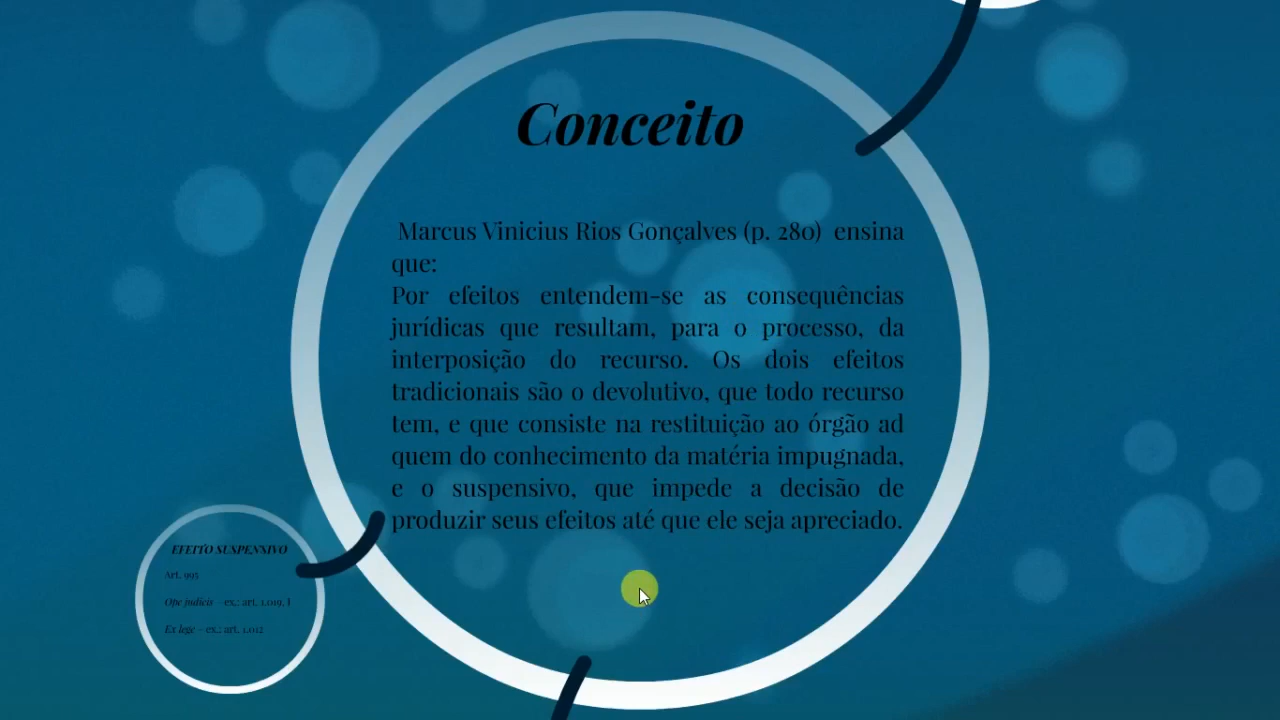 Conceito
Marcus Vinicius Rios Gonçalves (p. 280) ensina
que:
Por efeitos entendem-se as consequências
jurídicas que resultam, para o processo, da
interposição do recurso. Os dois efeitos
tradicionais são o devolutivo, que todo recurso
tem, e que consiste na restituição ao órgão ad
quem do conhecimento da matéria impugnada,
e o suspensivo, que impede a decisão de
produzir seus efeitos até que ele seja apreciado.
EFEITO SUSPENSIVO
Art. 995
Ope judicis – ex.: art. 1.019, I
Ex lege – ex.: art. 1.012